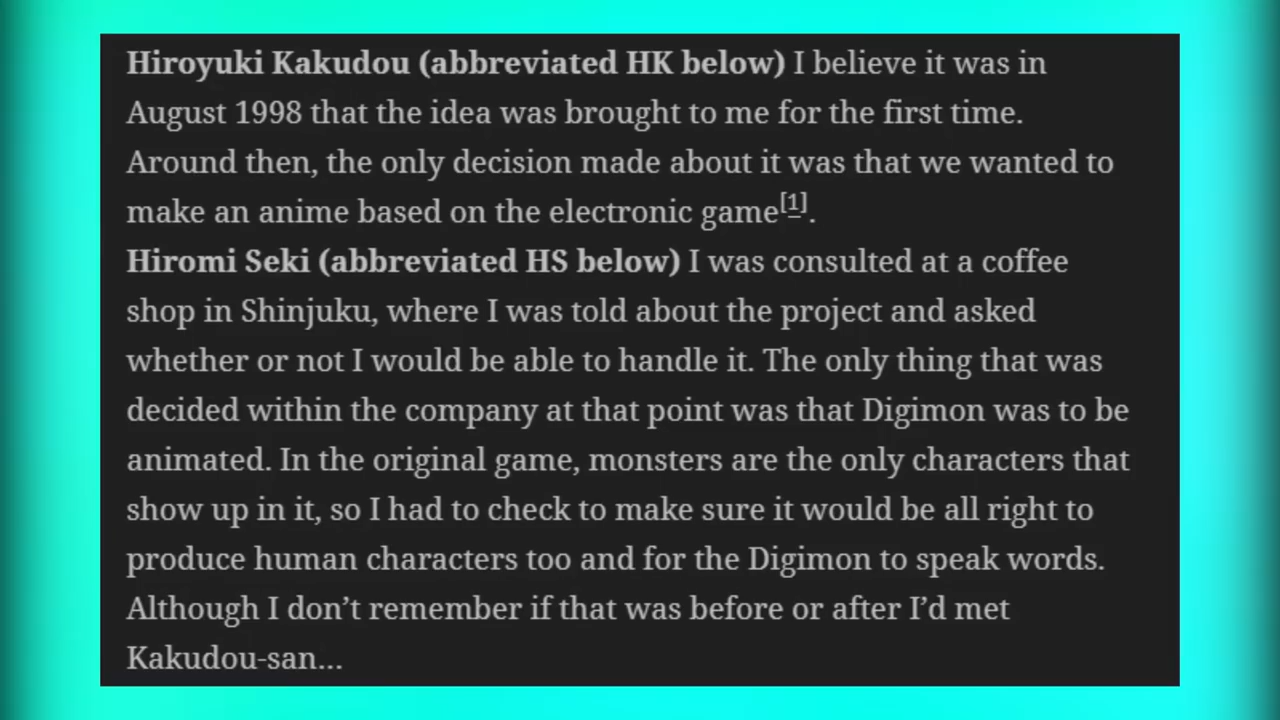 Hiroyuki Kakudou (abbreviated HK below) I believe it was in
August 1998 that the idea was brought to me for the first time.
Around then, the only decision made about it was that we wanted to
make an anime based on the electronic game[1].
Hiromi Seki (abbreviated HS below) I was consulted at a coffee
shop in Shinjuku, where I was told about the project and asked
whether or not I would be able to handle it. The only thing that was
decided within the company at that point was that Digimon was to be
animated. In the original game, monsters are the only characters that
show up in it, so I had to check to make sure it would be all right to
produce human characters too and for the Digimon to speak words.
Although I don’t remember if that was before or after I’d met
Kakudou-san...